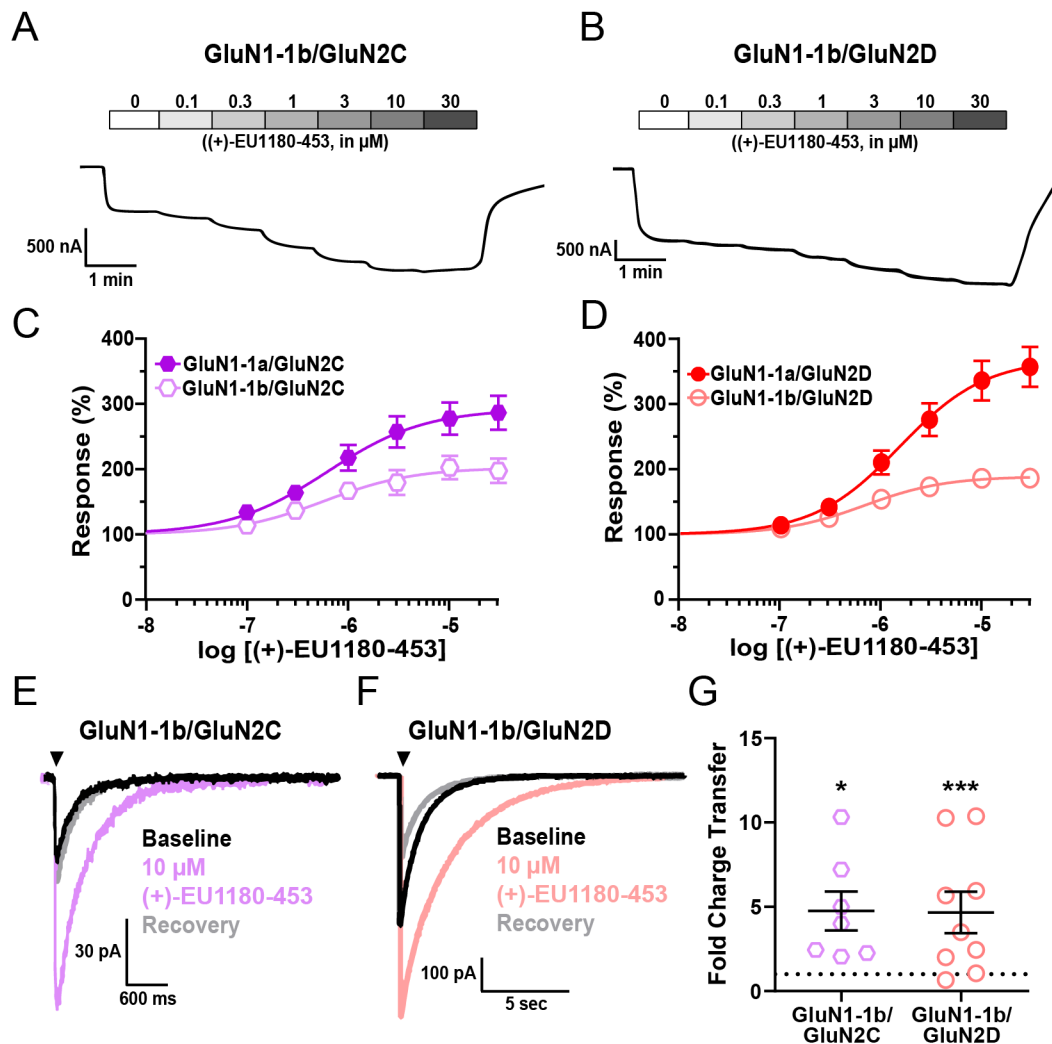 A
GluN1-1b/GluN2C
0 0.1 0.3 1 3 10 30
((+)-EU1180-453, in µM)
500 nA
1 min
B
GluN1-1b/GluN2D
0 0.1 0.3 1 3 10 30
((+)-EU1180-453, in µM)
500 nA
1 min
C
Response (%)
400
300
200
100
0
GluN1-1a/GluN2C
GluN1-1b/GluN2C
-8 -7 -6 -5
log [(+)-EU1180-453]
D
Response (%)
400
300
200
100
0
GluN1-1a/GluN2D
GluN1-1b/GluN2D
-8 -7 -6 -5
log [(+)-EU1180-453]
E
GluN1-1b/GluN2C
Baseline
10 µM
(+)-EU1180-453
Recovery
30 pA
600 ms
F
GluN1-1b/GluN2D
Baseline
10 µM
(+)-EU1180-453
Recovery
100 pA
5 sec
G
Fold Charge Transfer
15
10
5
0
* ***
GluN1-1b/
GluN2C
GluN1-1b/
GluN2D